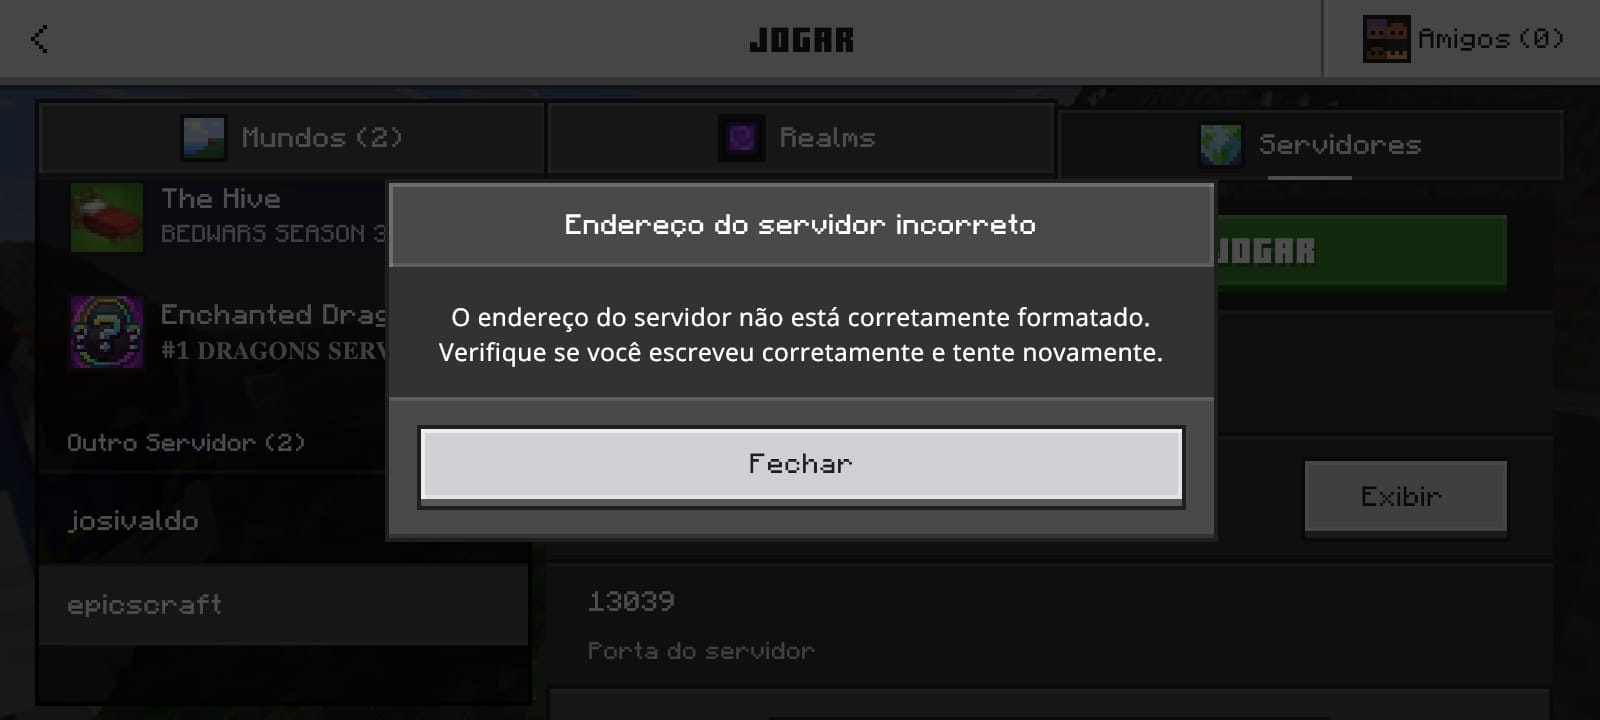 JOGAR
Amigos (0)
Mundos (2)
Realms
Servidores
The Hive
BEDWARS SEASON 3
Enchanted Drag
#1 DRAGONS SERV
Outro Servidor (2)
josivaldo
epicscraft
Endereço do servidor incorreto
O endereço do servidor não está corretamente formatado.
Verifique se você escreveu corretamente e tente novamente.
Fechar
JOGAR
Exibir
13039
Porta do servidor